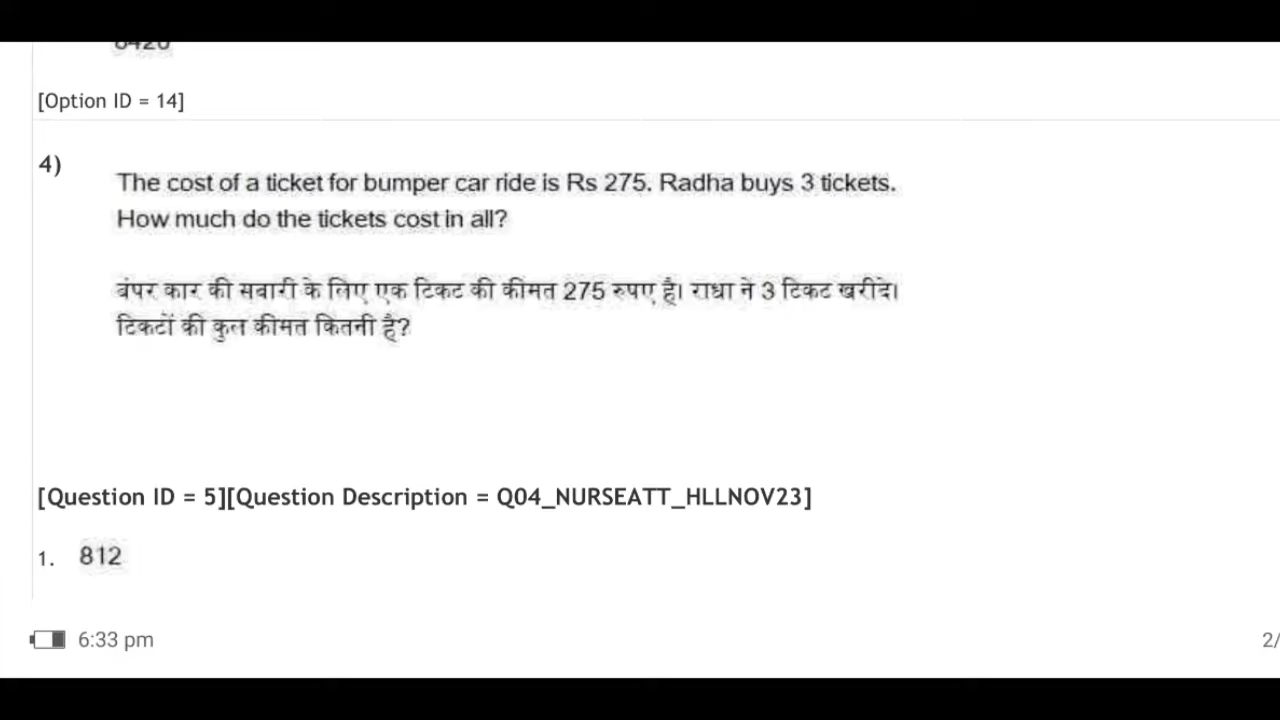 [Option ID = 14]
4)
The cost of a ticket for bumper car ride is Rs 275. Radha buys 3 tickets.
How much do the tickets cost in all?
बंपर कार की सवारी के लिए एक टिकट की कीमत 275 रुपए है। राधा ने 3 टिकट खरीदे।
टिकटों की कुल कीमत कितनी है?
[Question ID = 5][Question Description = Q04_NURSEATT_HLLNOV23]
1. 812
6:33 pm
2/